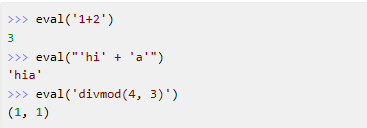 >>> eval('1+2')
3
>>> eval("'hi' + 'a'")
'hia'
>>> eval('divmod(4, 3)')
(1, 1)